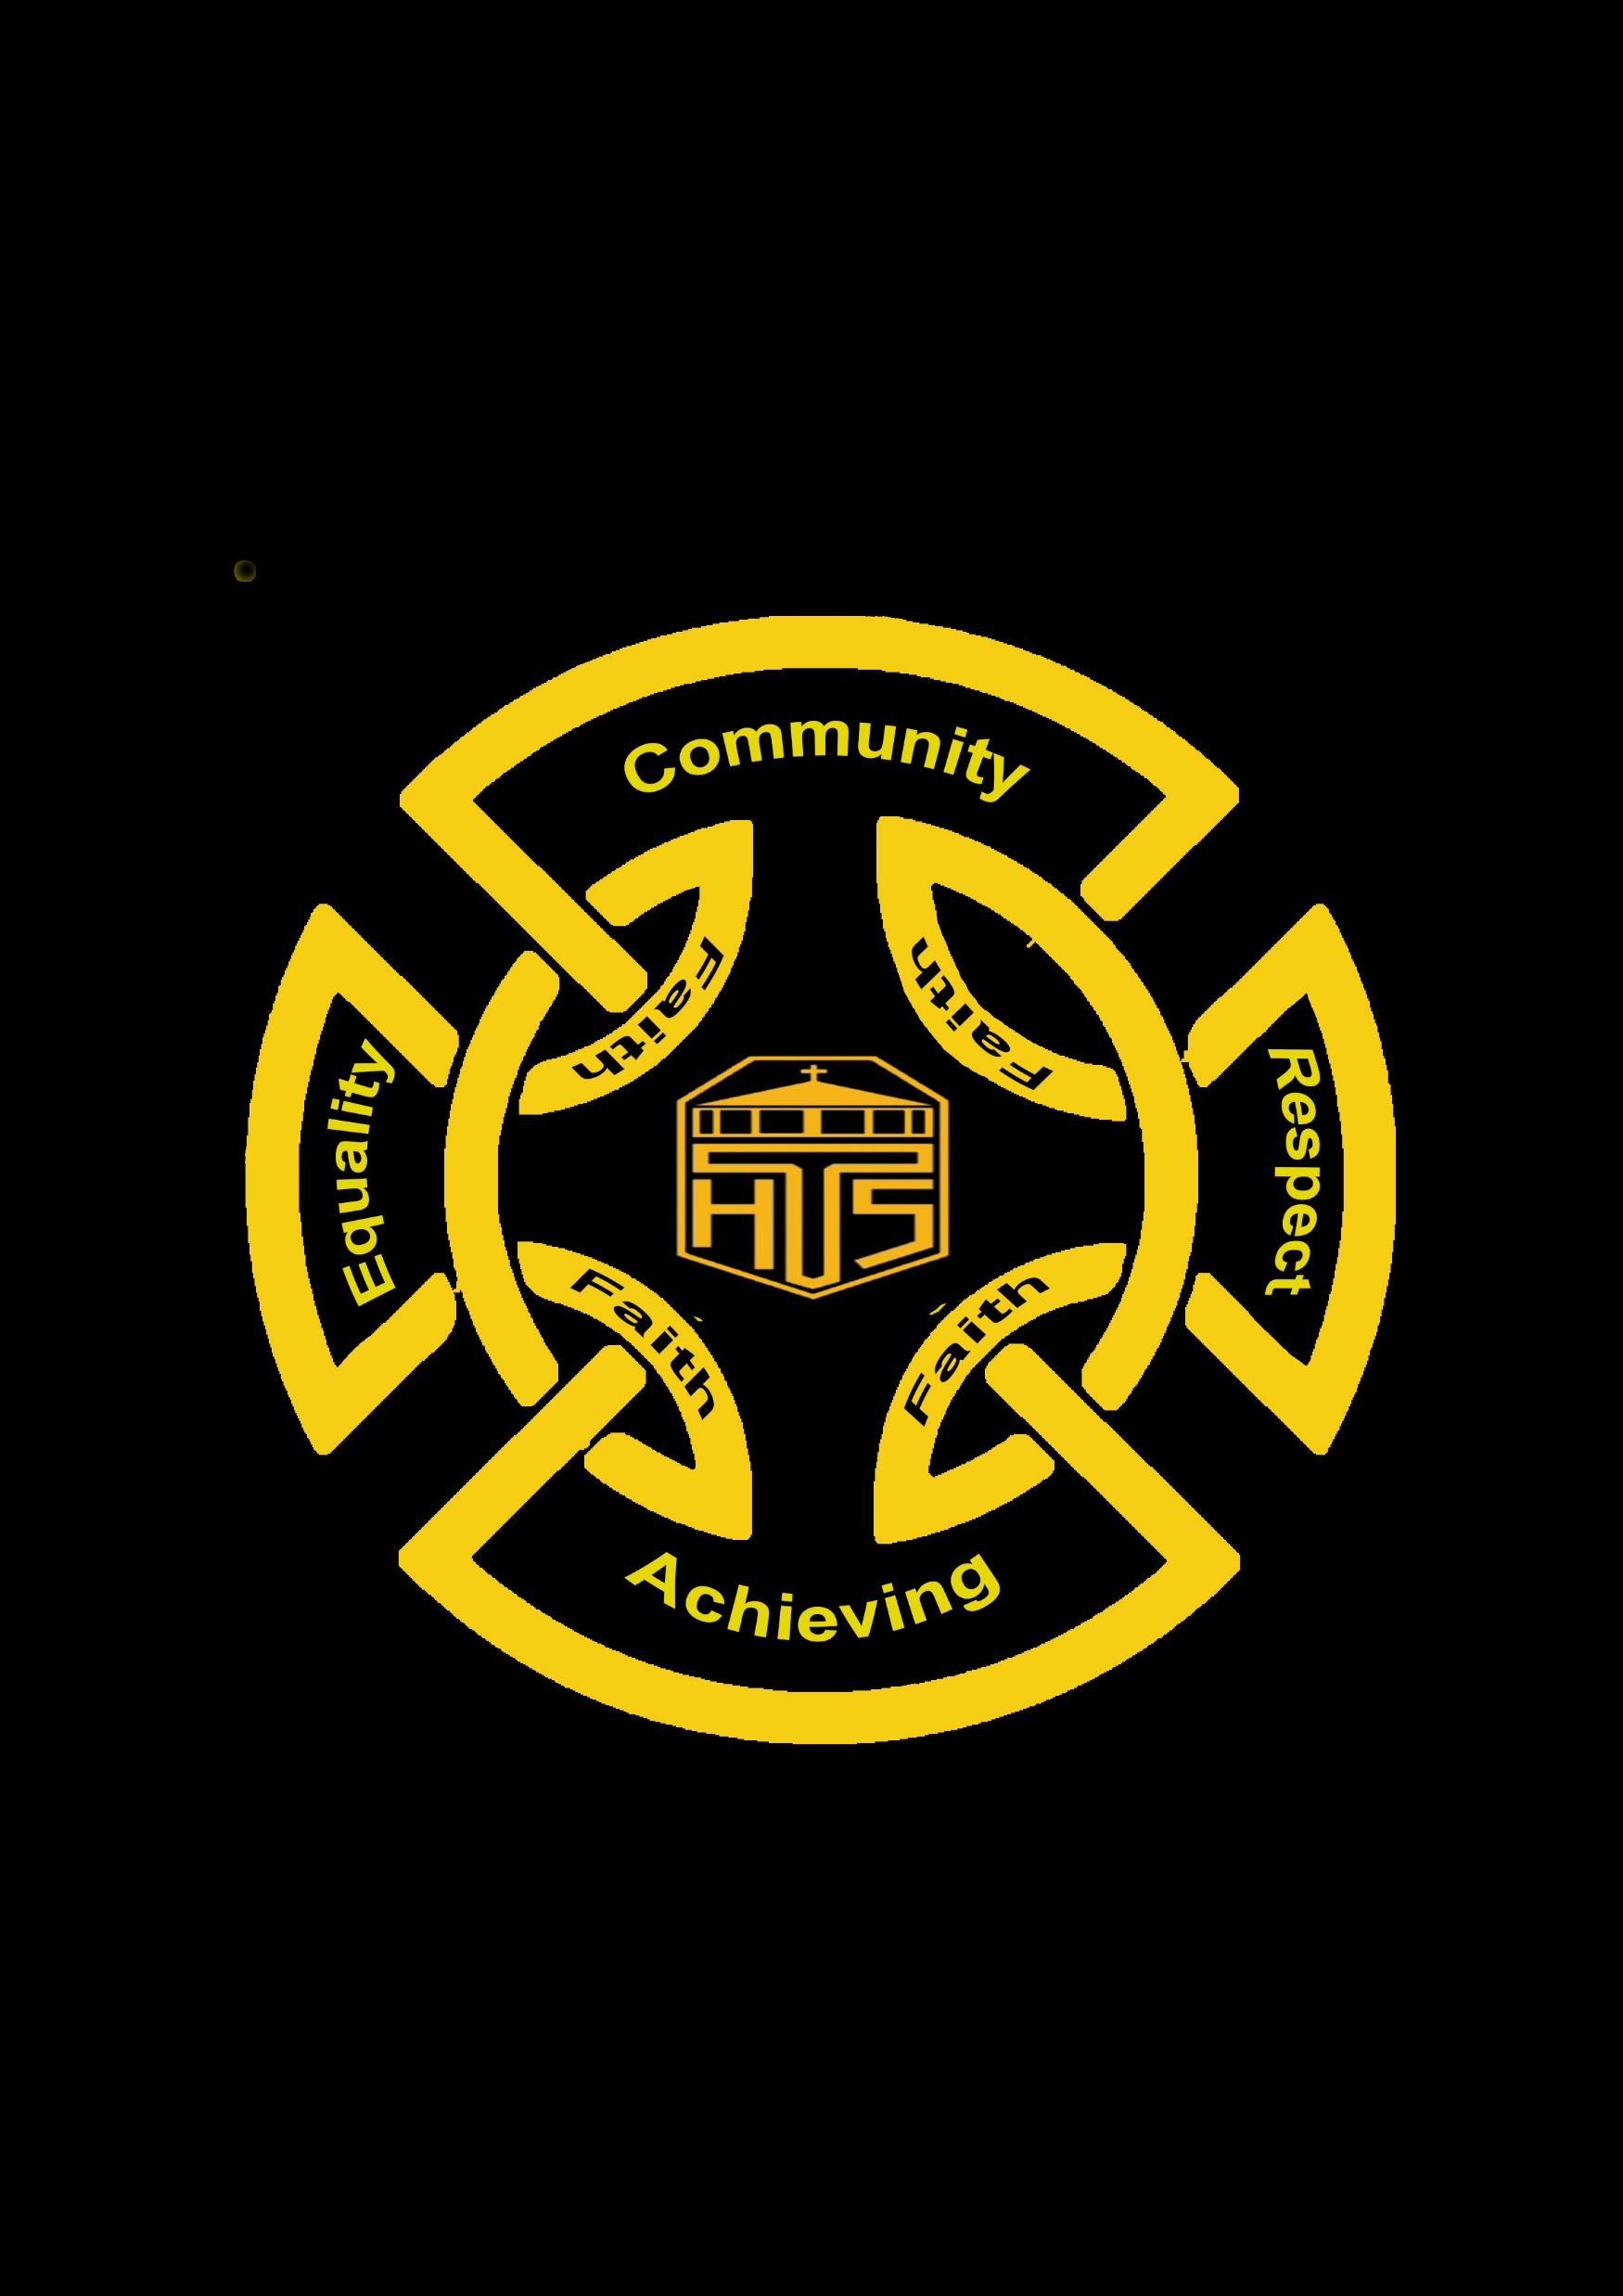 Community
Faith
Faith
Equality
HTS
Respect
Faith
Faith
Achieving